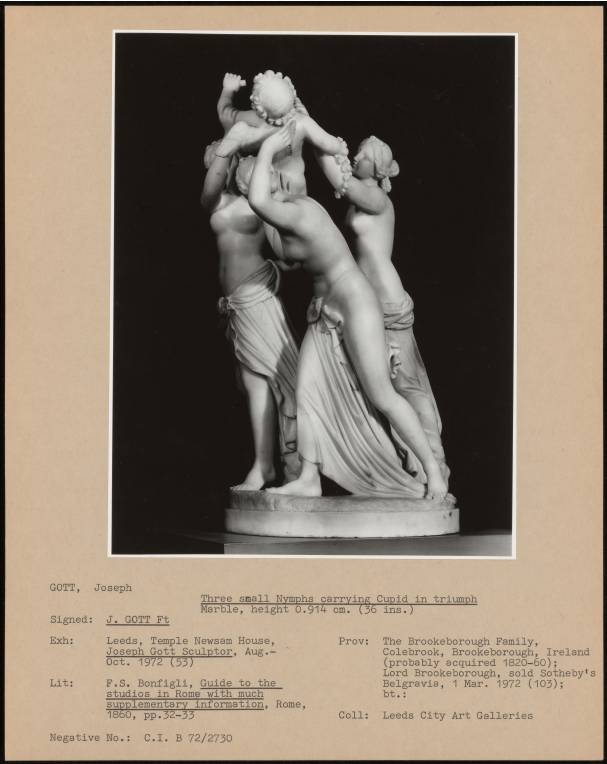 GOTT, Joseph
Three small Nymphs carrying Cupid in triumph
Marble, height 0.914 cm. (36 ins.)
Signed: J. GOTT Ft
Exh: Leeds, Temple Newsam House,
Joseph Gott Sculptor, Aug.-
Oct. 1972 (53)
Lit: F.S. Bonfigli, Guide to the
studios in Rome with much
supplementary information, Rome,
1860, pp.32-33
Prov: The Brookeborough Family,
Colebrook, Brookeborough, Ireland
(probably acquired 1820-60);
Lord Brookeborough, sold Sotheby's
Belgravia, 1 Mar. 1972 (103);
bt.:
Coll: Leeds City Art Galleries
Negative No.: C.I. B 72/2730